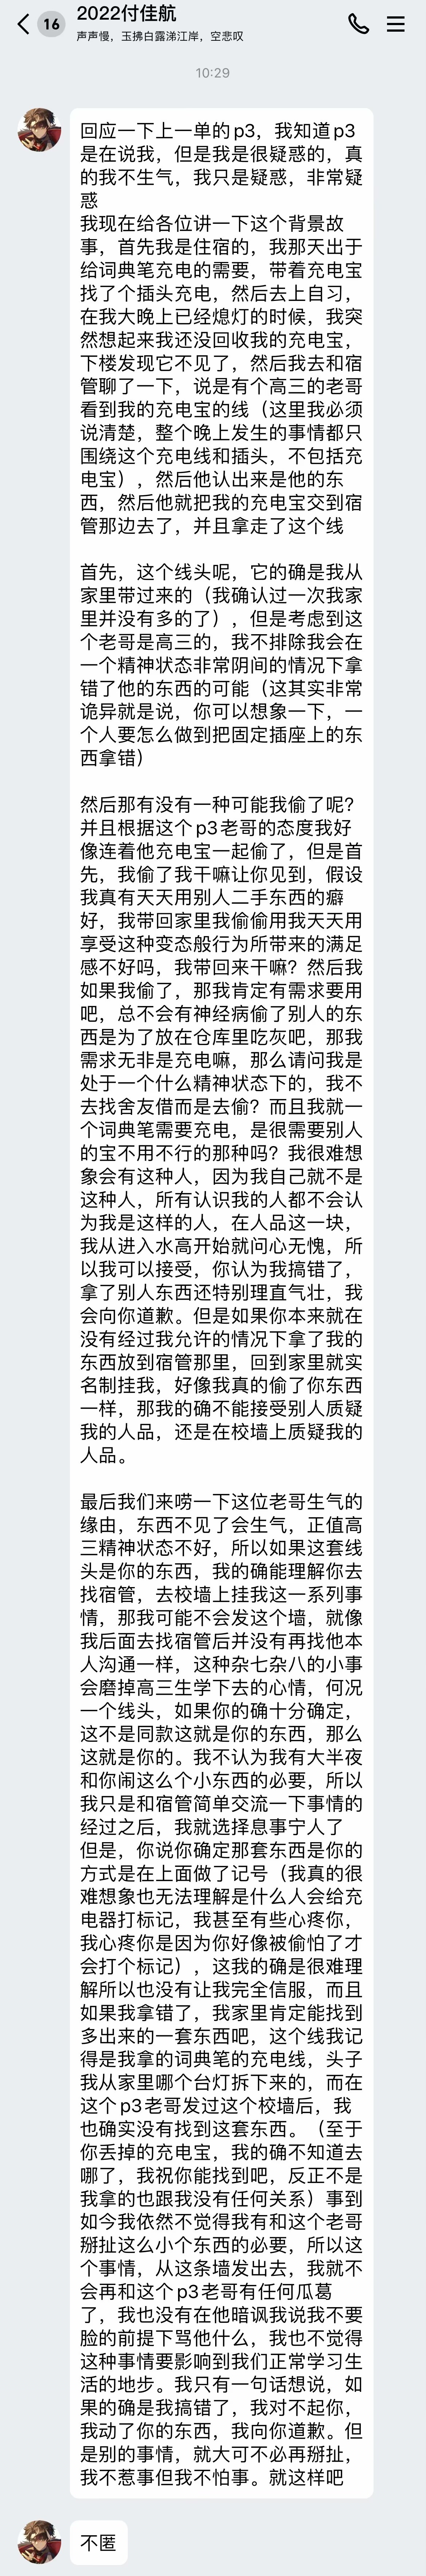 16
2022付佳航
声声慢，玉拂白露涕江岸，空悲叹
10:29
回应一下上一单的p3，我知道p3
是在说我，但是我是很疑惑的，真
的我不生气，我只是疑惑，非常疑
惑
我现在给各位讲一下这个背景故
事，首先我是住宿的，我那天出于
给词典笔充电的需要，带着充电宝
找了个插头充电，然后去上自习，
在我大晚上已经熄灯的时候，我突
然想起来我还没回收我的充电宝，
下楼发现它不见了，然后我去和宿
管聊了一下，说是有个高三的老哥
看到我的充电宝的线（这里我必须
说清楚，整个晚上发生的事情都只
围绕这个充电线和插头，不包括充
电宝），然后他认出来是他的东
西，然后他就把我的充电宝交到宿
管那边去了，并且拿走了这个线
首先，这个线头呢，它的确是我从
家里带过来的（我确认过一次我家
里并没有多的了），但是考虑到这
个老哥是高三的，我不排除我会在
一个精神状态非常阴间的情况下拿
错了他的东西的可能（这其实非常
诡异就是说，你可以想象一下，一
个人要怎么做到把固定插座上的东
西拿错）
然后那有没有一种可能我偷了呢？
并且根据这个p3老哥的态度我好
像连着他充电宝一起偷了，但是首
先，我偷了我干嘛让你见到，假设
我真有天天用别人二手东西的癖
好，我带回家里我偷偷用我天天用
享受这种变态般行为所带来的满足
感不好吗，我带回来干嘛？然后我
如果我偷了，那我肯定有需求要用
吧，总不会有神经病偷了别人的东
西是为了放在仓库里吃灰吧，那我
需求无非是充电嘛，那么请问我是
处于一个什么精神状态下的，我不
去找舍友借而是去偷？而且我就一
个词典笔需要充电，是很需要别人
的宝不用不行的那种吗？我很难想
象会有这种人，因为我自己就不是
这种人，所有认识我的人都不会认
为我是这样的人，在人品这一块，
我从进入水高开始就问心无愧，所
以我可以接受，你认为我搞错了，
拿了别人东西还特别理直气壮，我
会向你道歉。但是如果你本来就在
没有经过我允许的情况下拿了我的
东西放到宿管那里，回到家里就实
名制挂我，好像我真的偷了你东西
一样，那我的确不能接受别人质疑
我的人品，还是在校墙上质疑我的
人品。
最后我们来唠一下这位老哥生气的
缘由，东西不见了会生气，正值高
三精神状态不好，所以如果这套线
头是你的东西，我的确能理解你去
找宿管，去校墙上挂我这一系列事
情，那我可能不会发这个墙，就像
我后面去找宿管后并没有再找他本
人沟通一样，这种杂七杂八的小事
会磨掉高三生学下去的心情，何况
一个线头，如果你的确十分确定，
这不是同款这就是你的东西，那么
这就是你的。我不认为我有大半夜
和你闹这么个小东西的必要，所以
我只是和宿管简单交流一下事情的
经过之后，我就选择息事宁人了
但是，你说你确定那套东西是你的
方式是在上面做了记号（我真的很
难想象也无法理解是什么人会给充
电器打标记，我甚至有些心疼你，
我心疼你是因为你好像被偷怕了才
会打个标记），这我的确是很难理
解所以也没有让我完全信服，而且
如果我拿错了，我家里肯定能找到
多出来的一套东西吧，这个线我记
得是我拿的词典笔的充电线，头子
我从家里哪个台灯拆下来的，而在
这个p3老哥发过这个校墙后，我
也确实没有找到这套东西。（至于
你丢掉的充电宝，我的确不知道去
哪了，我祝你能找到吧，反正不是
我拿的也跟我没有任何关系）事到
如今我依然不觉得我有和这个老哥
掰扯这么小个东西的必要，所以这
个事情，从这条墙发出去，我就不
会再和这个p3老哥有任何瓜葛
了，我也没有在他暗讽我说我不要
脸的前提下骂他什么，我也不觉得
这种事情要影响到我们正常学习生
活的地步。我只有一句话想说，如
果的确是我搞错了，我对不起你，
我动了你的东西，我向你道歉。但
是别的事情，就大可不必再掰扯，
我不惹事但我不怕事。就这样吧
不匿